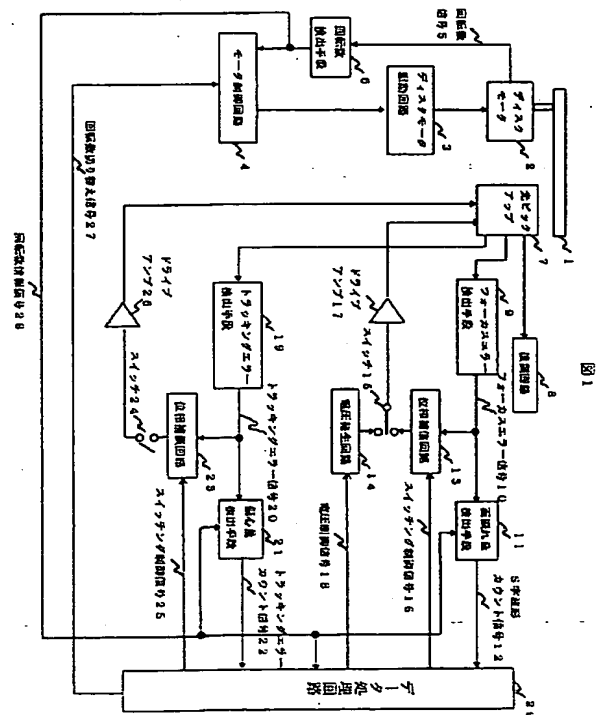 図1
1
ディスク
モータ
2
ディスクモータ
駆動回路
3
モータ制御回路
4
回転数
信号5
回転数
検出手段
6
光ピック
アップ
7
8
フォーカスエラー
検出手段
9
フォーカスエラー信号10
面振れ量
検出手段
11
S字波形
カウント信号12
位相補償回路
電圧発生回路
14
スイッチ
スイッチング制御信号16
ドライブ
アンプ17
電圧制御信号18
トラッキングエラー
検出手段
19
トラッキングエラー信号20
偏心量
検出手段
21
トラッキングエラー
カウント信号22
位相補償回路
23
スイッチ24
スイッチング制御信号25
ドライブ
アンプ26
回転数切り替え信号27
回転数情報信号28
データ
処理回路